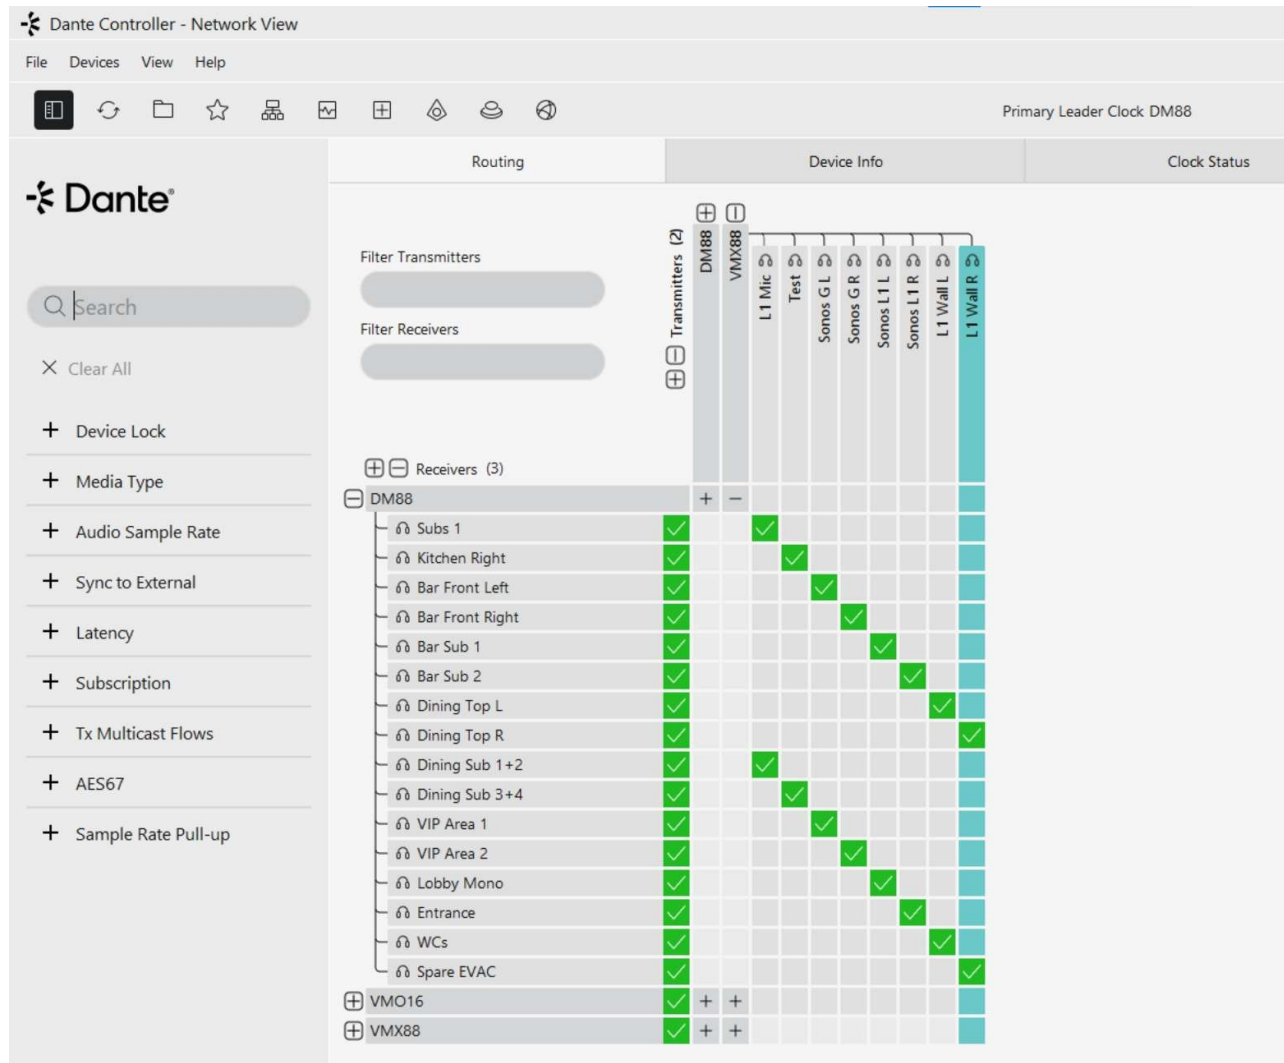 Dante Controller - Network View
File Devices View Help
Primary Leader Clock DM88
Routing Device Info Clock Status
Dante®
Search
Clear All
Device Lock
Media Type
Audio Sample Rate
Sync to External
Latency
Subscription
Tx Multicast Flows
AES67
Sample Rate Pull-up
Filter Transmitters
Filter Receivers
Transmitters (2)
DM88
VMX88
L1 Mic
Test
Sonos G L
Sonos G R
Sonos L1 L
Sonos L1 R
L1 Wall L
L1 Wall R
Receivers (3)
DM88
Subs 1
Kitchen Right
Bar Front Left
Bar Front Right
Bar Sub 1
Bar Sub 2
Dining Top L
Dining Top R
Dining Sub 1+2
Dining Sub 3+4
VIP Area 1
VIP Area 2
Lobby Mono
Entrance
WCs
Spare EVAC
VMO16
VMX88